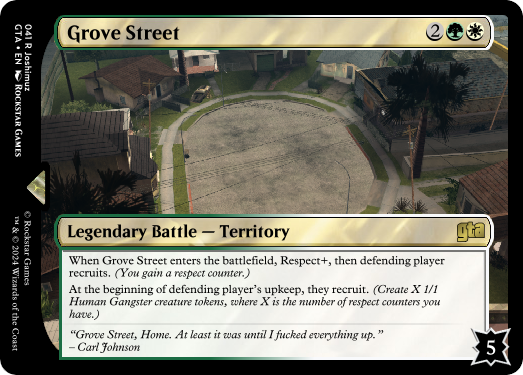 Grove Street
2
Legendary Battle — Territory
gta
When Grove Street enters the battlefield, Respect+, then defending player
recruits. (You gain a respect counter.)
At the beginning of defending player's upkeep, they recruit. (Create X 1/1
Human Gangster creature tokens, where X is the number of respect counters you
have.)
"Grove Street, Home. At least it was until I fucked everything up."
– Carl Johnson
5
041 R Joshimuz
GTA • EN Rockstar Games
© Rockstar Games
™ & © 2024 Wizards of the Coast